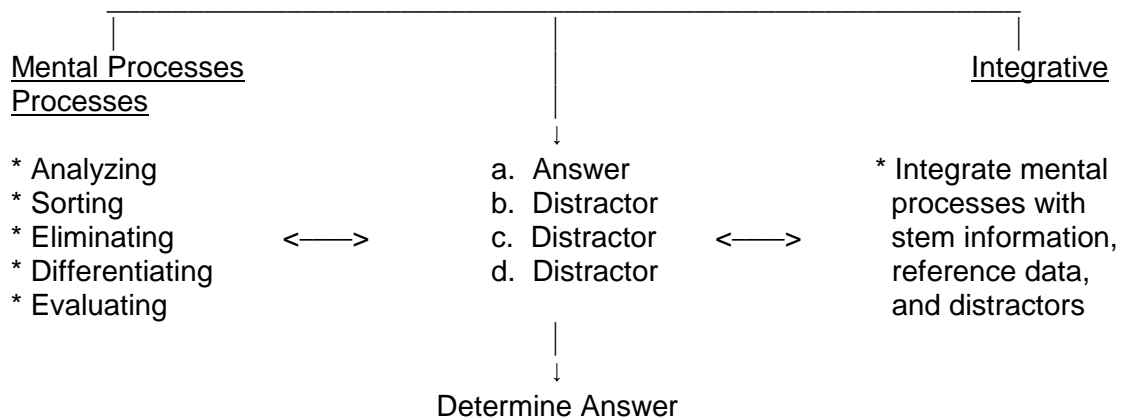 Mental Processes Integrative
Processes
* Analyzing a. Answer * Integrate mental
* Sorting b. Distractor processes with
* Eliminating <----> c. Distractor <----> stem information,
* Differentiating d. Distractor reference data,
* Evaluating and distractors
Determine Answer